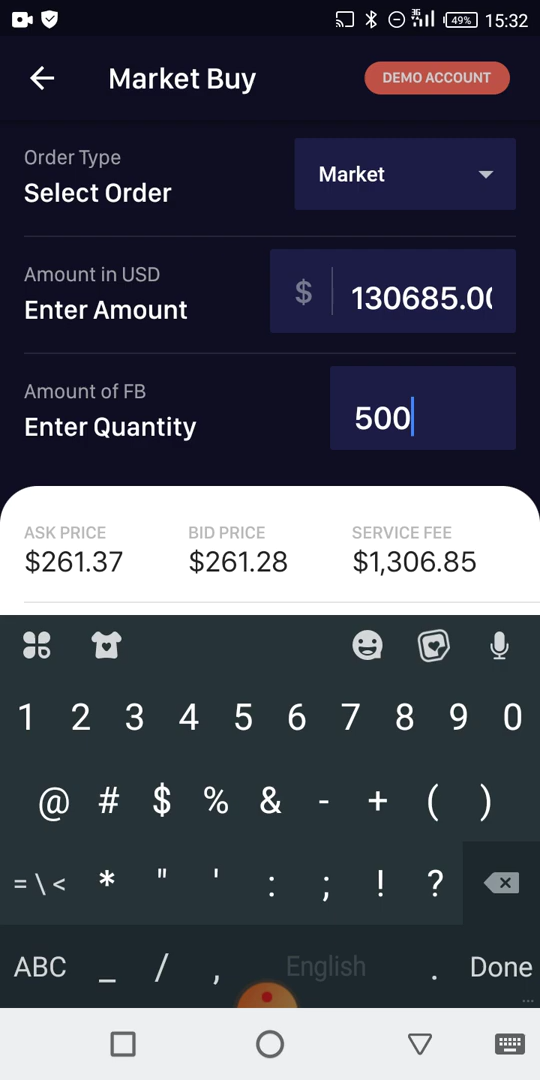 3G 49% 15:32
Market Buy DEMO ACCOUNT
Order Type
Select Order
Market
Amount in USD
Enter Amount
$ 130685.00
Amount of FB
Enter Quantity
500
ASK PRICE BID PRICE SERVICE FEE
$261.37 $261.28 $1,306.85
1 2 3 4 5 6 7 8 9 0
@ # $ % & - + ( )
= \ < * " ' : ; ! ?
ABC _ / , English . Done